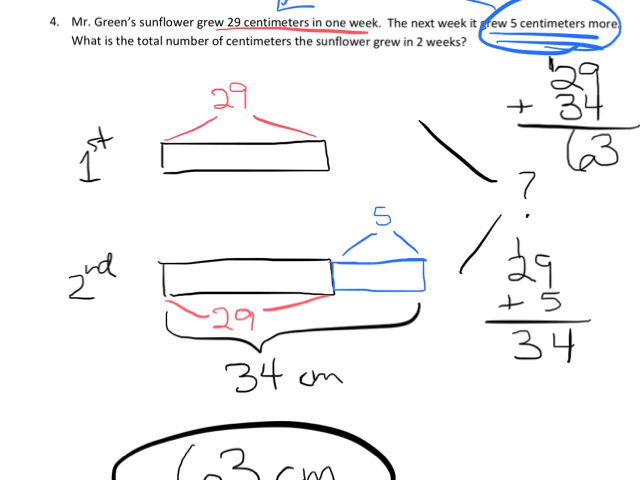 4. Mr. Green's sunflower grew 29 centimeters in one week. The next week it grew 5 centimeters more.
What is the total number of centimeters the sunflower grew in 2 weeks?
29
+ 34
63
29
1st
?
5
2nd
29
34 cm
1
29
+ 5
34
63 cm